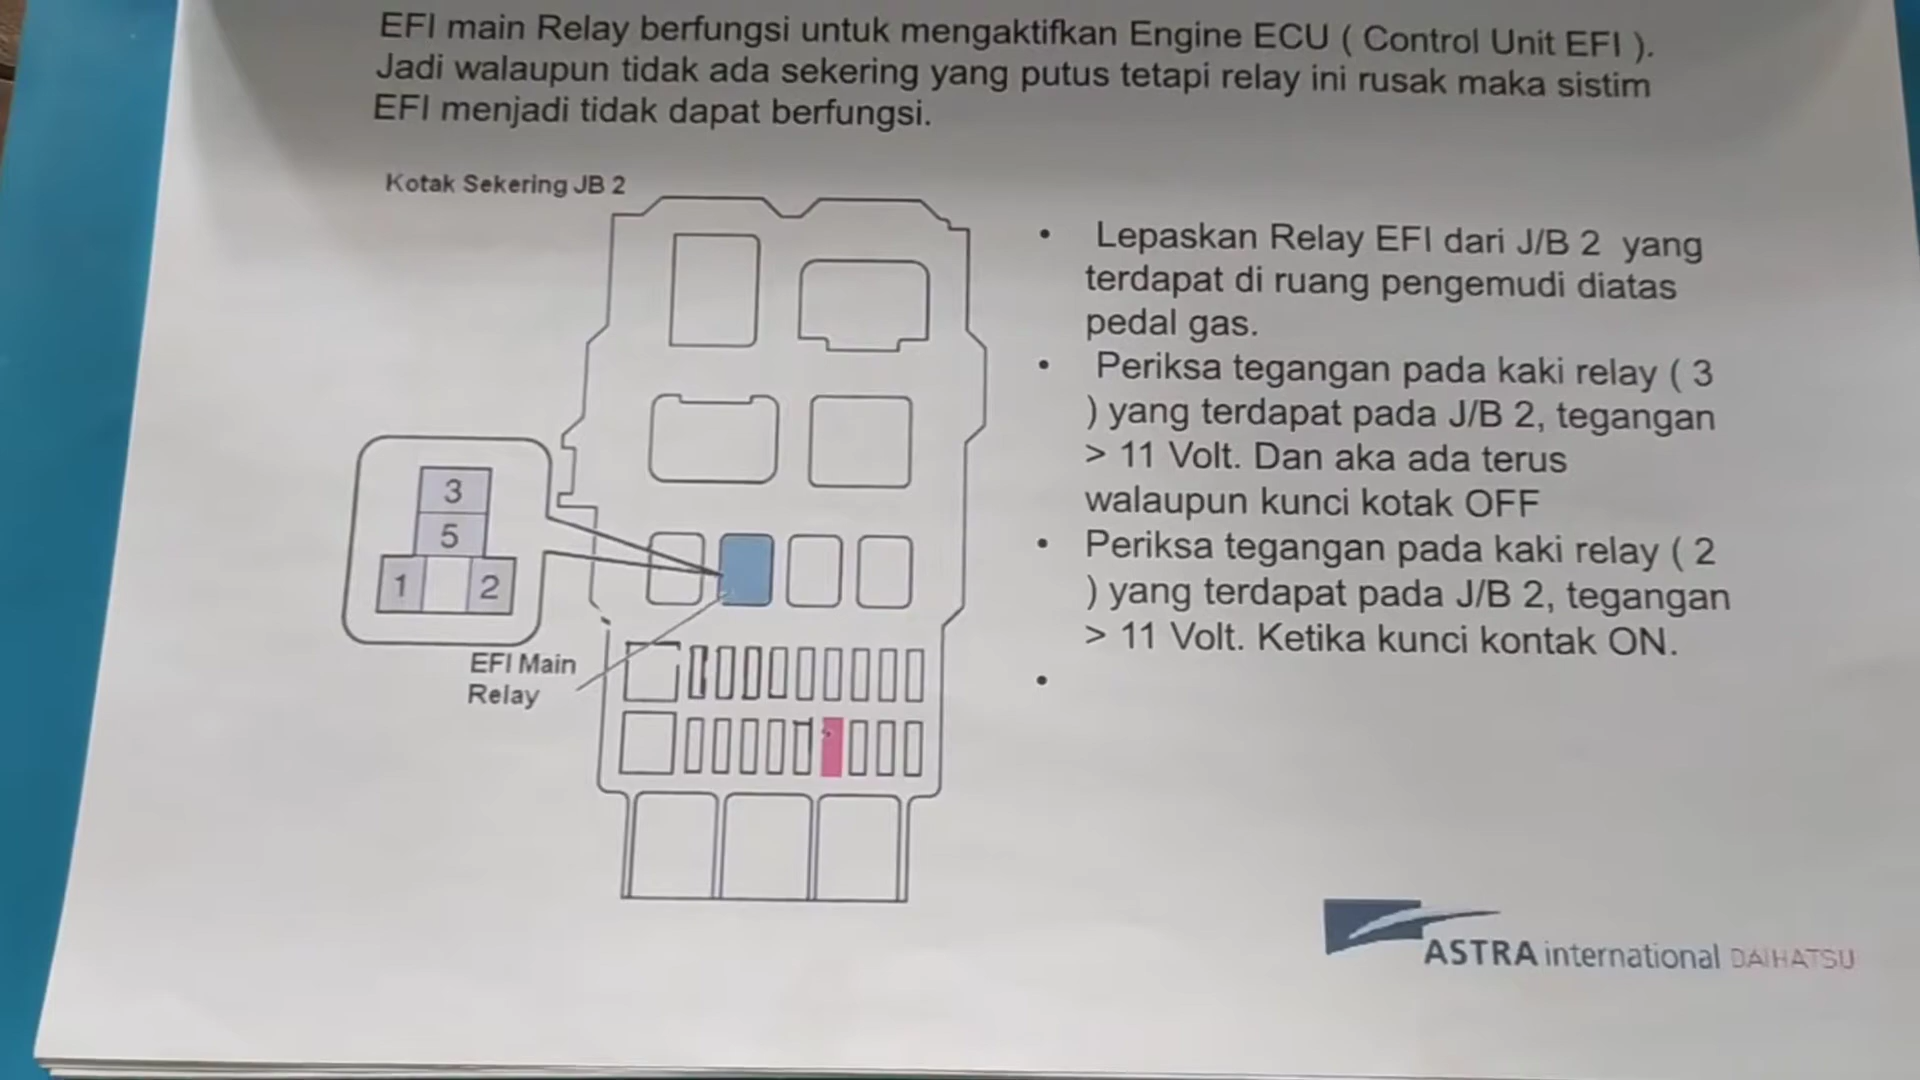 EFI main Relay berfungsi untuk mengaktifkan Engine ECU ( Control Unit EFI ).
Jadi walaupun tidak ada sekering yang putus tetapi relay ini rusak maka sistim
EFI menjadi tidak dapat berfungsi.
Kotak Sekering JB 2
3
5
1
2
EFI Main
Relay
• Lepaskan Relay EFI dari J/B 2 yang
terdapat di ruang pengemudi diatas
pedal gas.
• Periksa tegangan pada kaki relay ( 3
) yang terdapat pada J/B 2, tegangan
> 11 Volt. Dan aka ada terus
walaupun kunci kotak OFF
• Periksa tegangan pada kaki relay ( 2
) yang terdapat pada J/B 2, tegangan
> 11 Volt. Ketika kunci kontak ON.
•
ASTRA international DAIHATSU